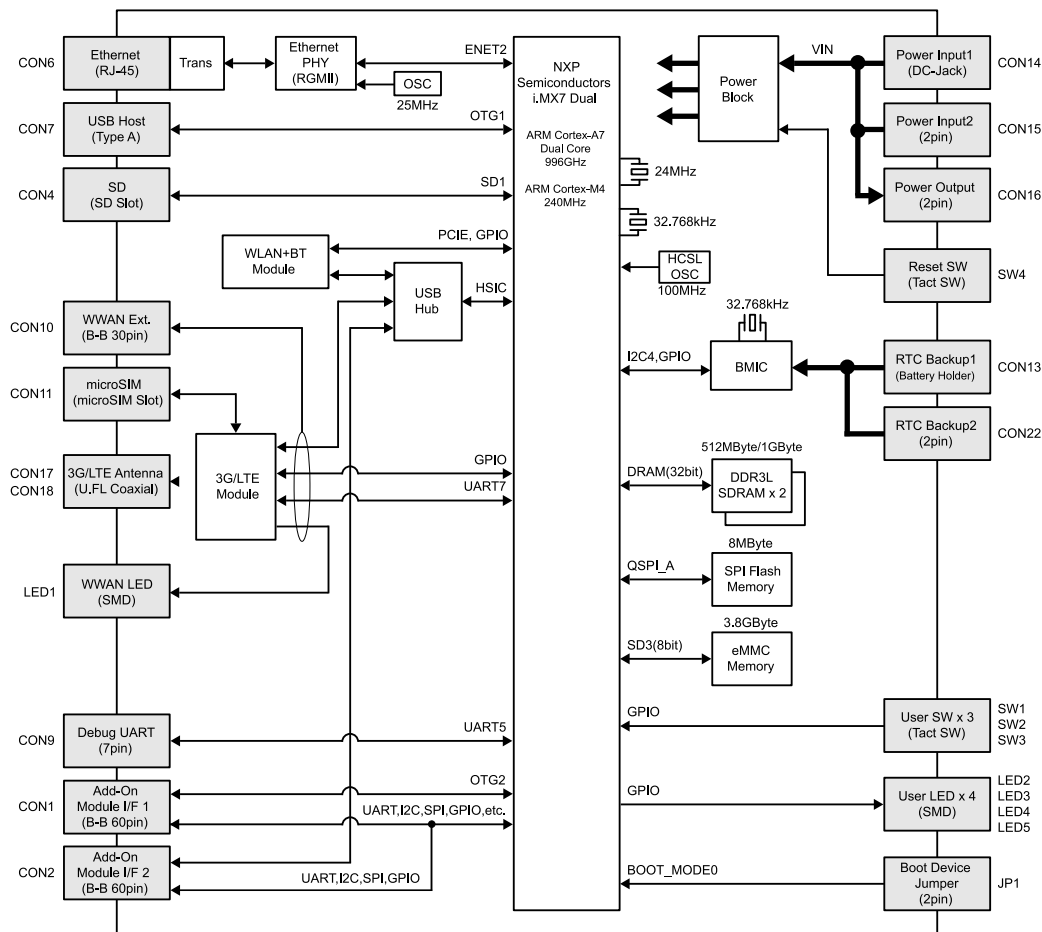 CON6
Ethernet
(RJ-45)
Trans
Ethernet
PHY
(RGMII)
OSC
25MHz
ENET2
CON7
USB Host
(Type A)
OTG1
CON4
SD
(SD Slot)
SD1
WLAN+BT
Module
PCIE, GPIO
USB
Hub
HSIC
CON10
WWAN Ext.
(B-B 30pin)
CON11
microSIM
(microSIM Slot)
CON17
CON18
3G/LTE Antenna
(U.FL Coaxial)
3G/LTE
Module
GPIO
UART7
LED1
WWAN LED
(SMD)
CON9
Debug UART
(7pin)
UART5
CON1
Add-On
Module I/F 1
(B-B 60pin)
OTG2
UART,I2C,SPI,GPIO,etc.
CON2
Add-On
Module I/F 2
(B-B 60pin)
UART,I2C,SPI,GPIO
NXP
Semiconductors
i.MX7 Dual
ARM Cortex-A7
Dual Core
996GHz
ARM Cortex-M4
240MHz
24MHz
32.768kHz
HCSL
OSC
100MHz
Power
Block
VIN
Power Input1
(DC-Jack)
CON14
Power Input2
(2pin)
CON15
Power Output
(2pin)
CON16
Reset SW
(Tact SW)
SW4
32.768kHz
I2C4,GPIO
BMIC
RTC Backup1
(Battery Holder)
CON13
RTC Backup2
(2pin)
CON22
512MByte/1GByte
DRAM(32bit)
DDR3L
SDRAM x 2
8MByte
QSPI_A
SPI Flash
Memory
3.8GByte
SD3(8bit)
eMMC
Memory
GPIO
User SW x 3
(Tact SW)
SW1
SW2
SW3
GPIO
User LED x 4
(SMD)
LED2
LED3
LED4
LED5
BOOT_MODE0
Boot Device
Jumper
(2pin)
JP1